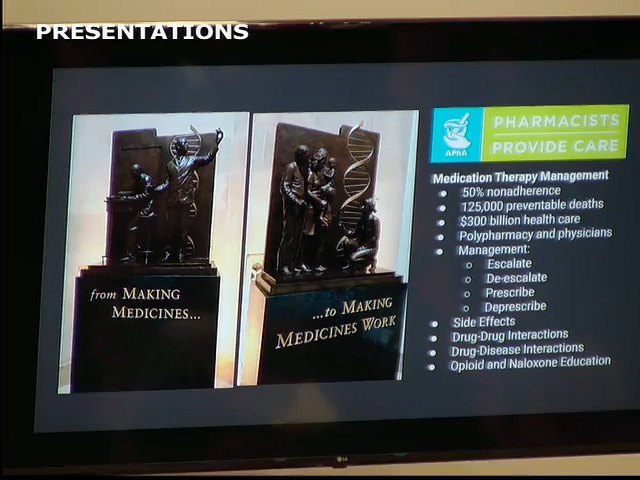 PRESENTATIONS
from MAKING
MEDICINES...
...to MAKING
MEDICINES WORK
APhA
PHARMACISTS
PROVIDE CARE
Medication Therapy Management
• 50% nonadherence
• 125,000 preventable deaths
• $300 billion health care
• Polypharmacy and physicians
• Management:
○ Escalate
○ De-escalate
○ Prescribe
○ Deprescribe
• Side Effects
• Drug-Drug Interactions
• Drug-Disease Interactions
• Opioid and Naloxone Education
LG